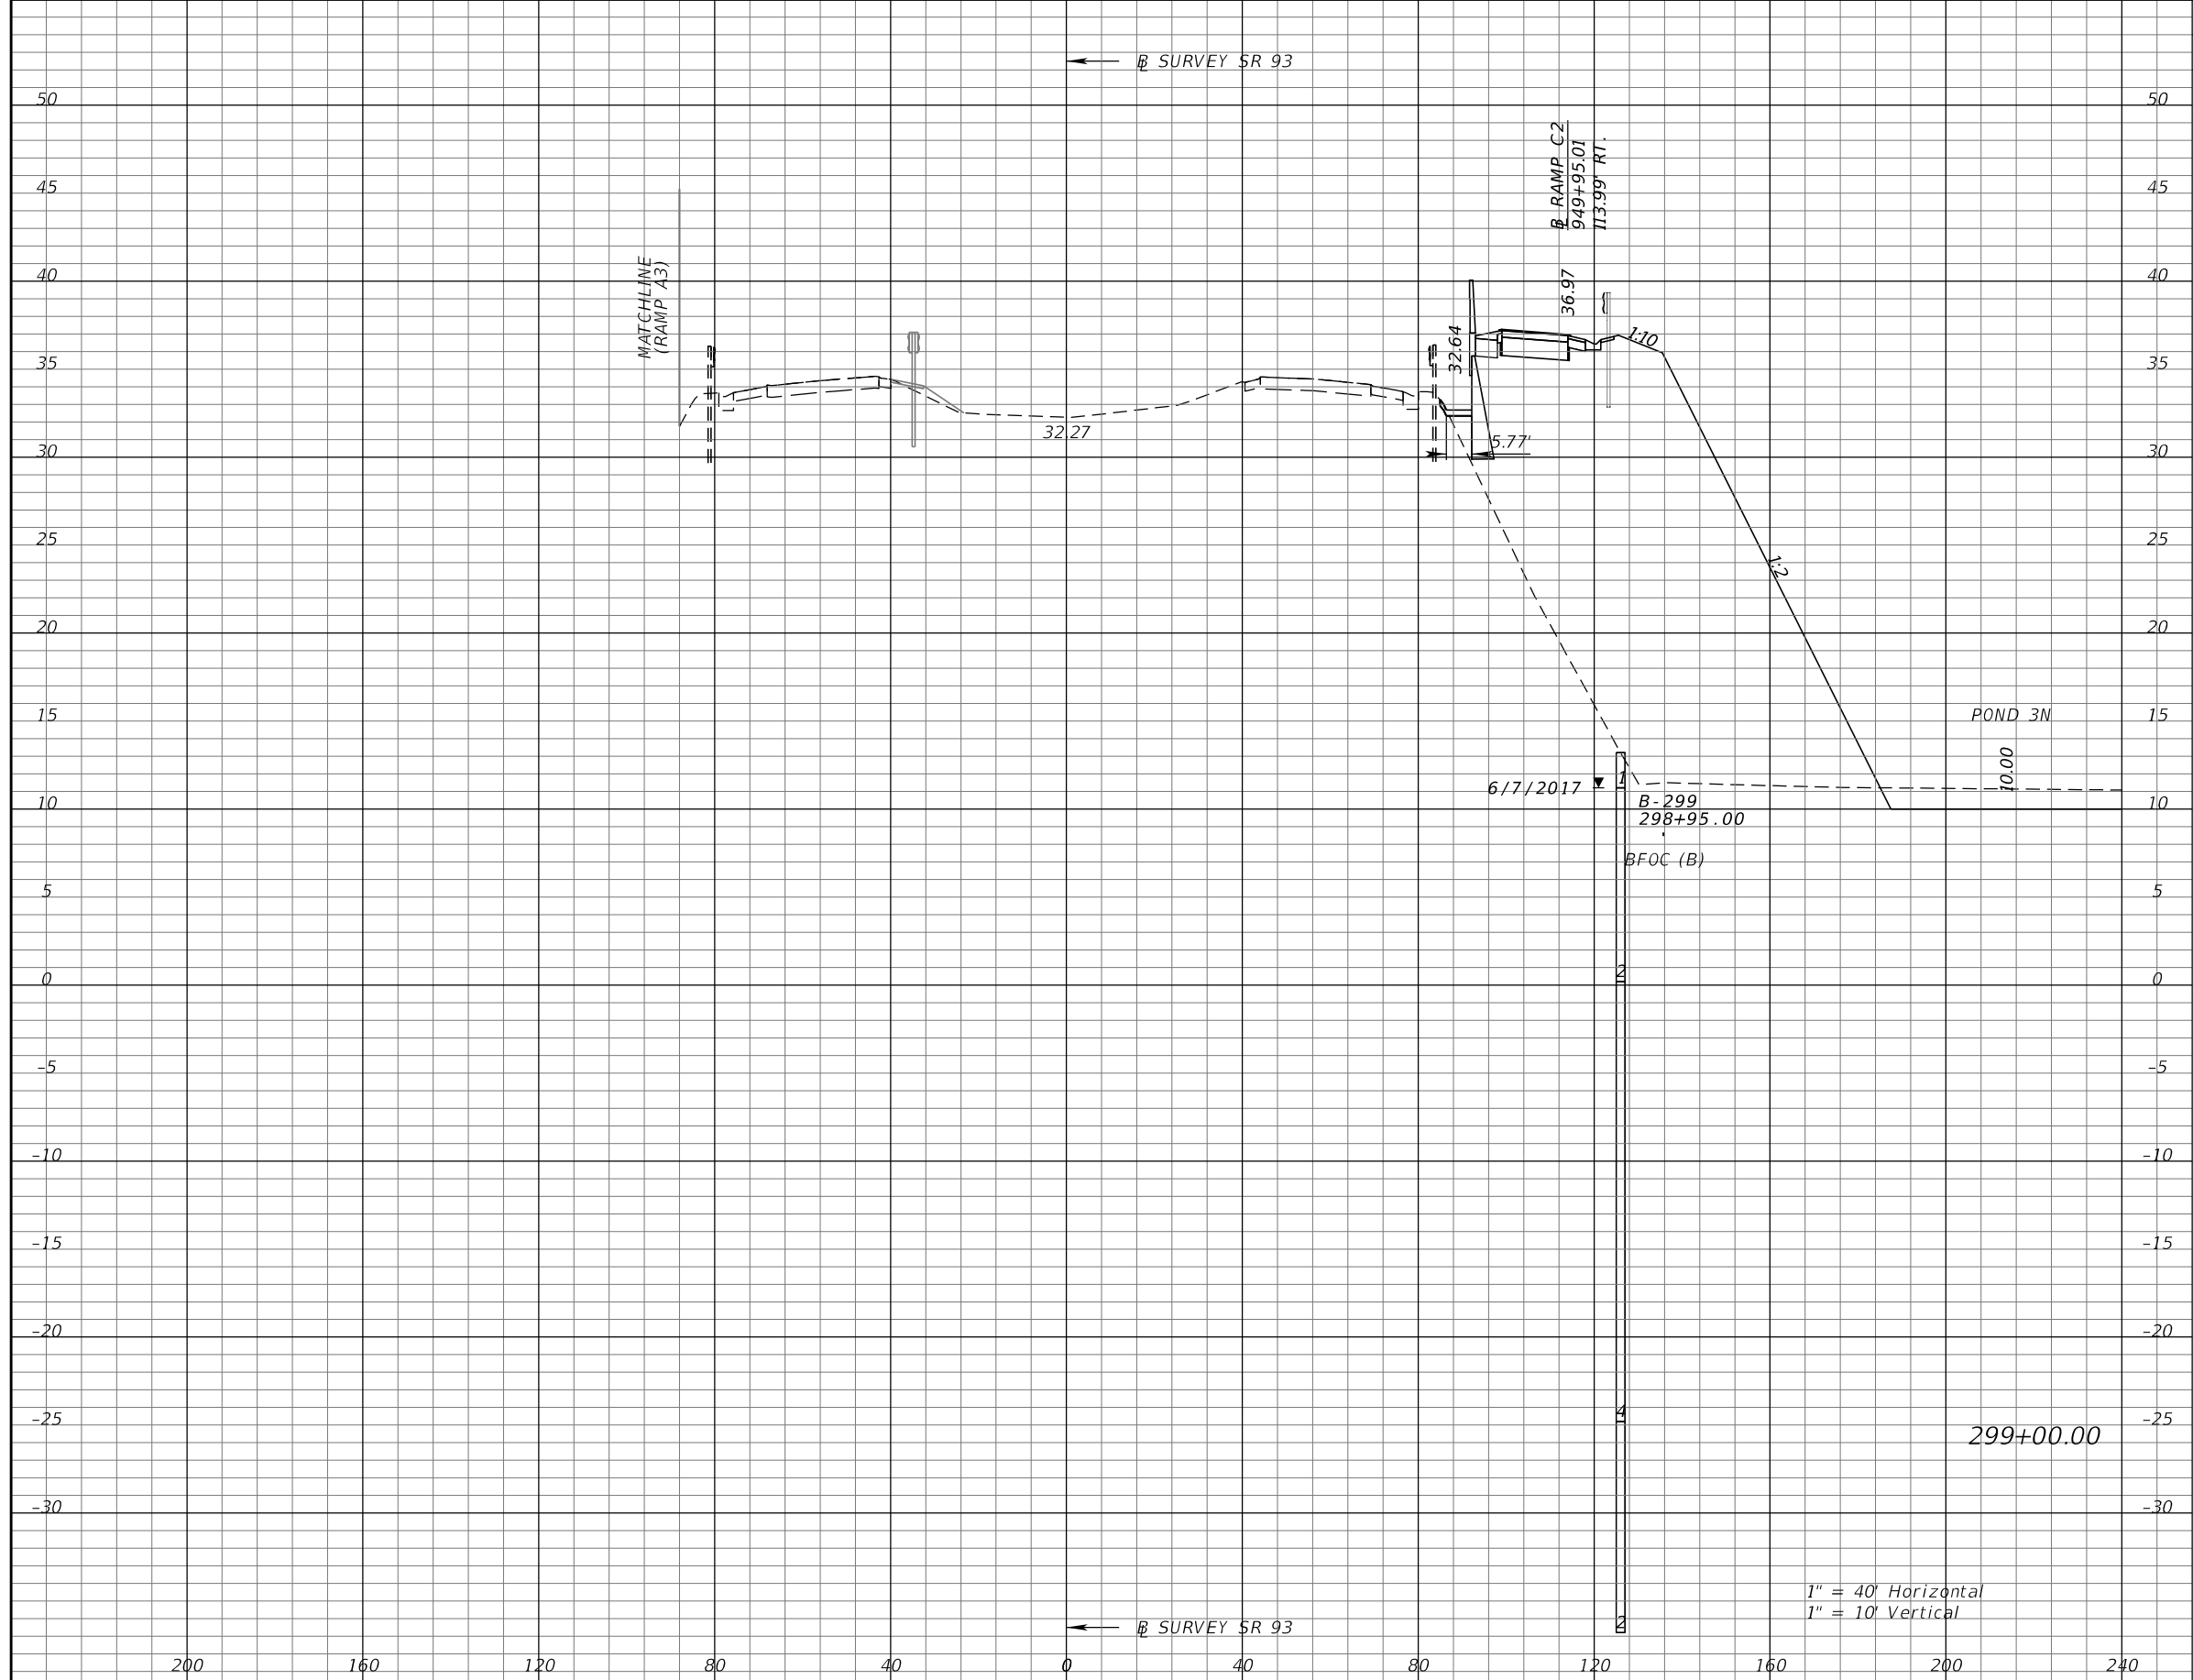 ℄ SURVEY SR 93
50 50
℄ RAMP C2
949+95.01
113.99' RT.
45 45
MATCHLINE
(RAMP A3)
40 40
36.97
32.64
1:10
35 35
32.27
5.77'
30 30
25 25
1:2
20 20
15 POND 3N 15
10.00
6/7/2017
1
B-299
298+95.00
'
10 10
BFOC (B)
5 5
2
0 0
-5 -5
-10 -10
-15 -15
-20 -20
4
-25 -25
299+00.00
-30 -30
1" = 40' Horizontal
1" = 10' Vertical
2
℄ SURVEY SR 93
200 160 120 80 40 0 40 80 120 160 200 240